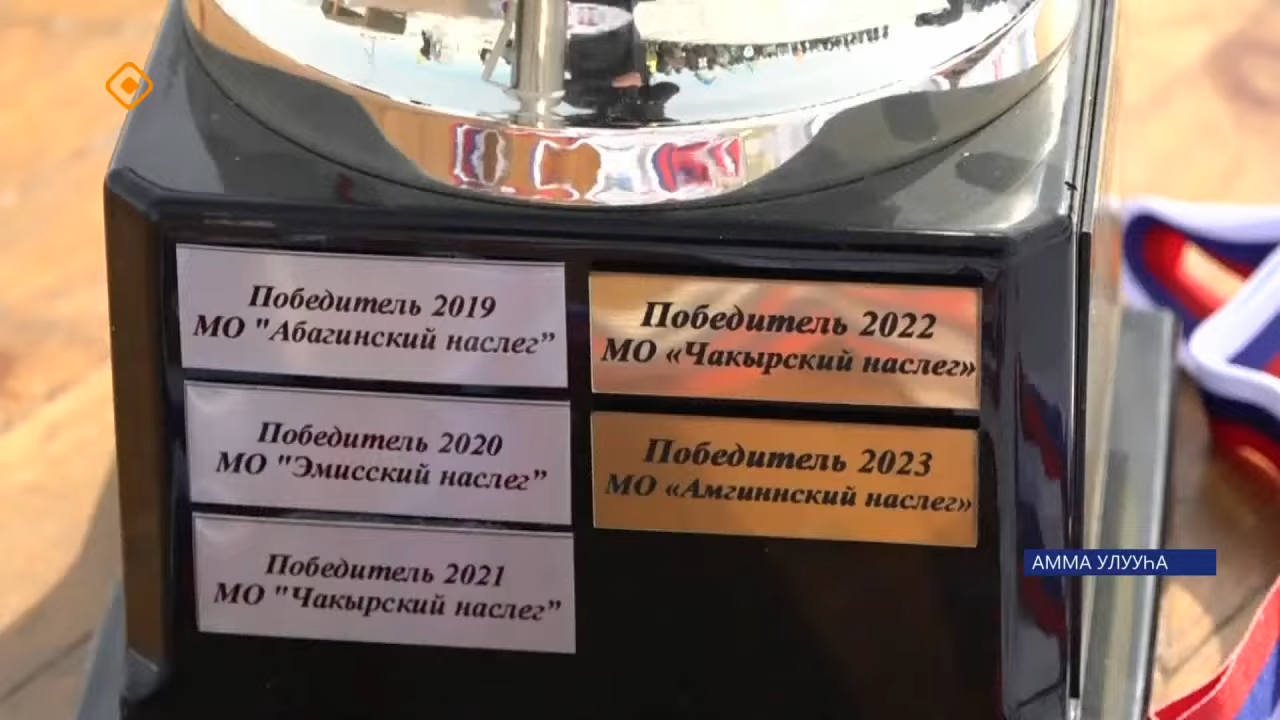 Победитель 2019
МО "Абагинский наслег”
Победитель 2020
МО "Эмисский наслег”
Победитель 2021
МО "Чакырский наслег”
Победитель 2022
МО «Чакырский наслег»
Победитель 2023
МО «Амгиннский наслег»
АММА УЛУУҺА